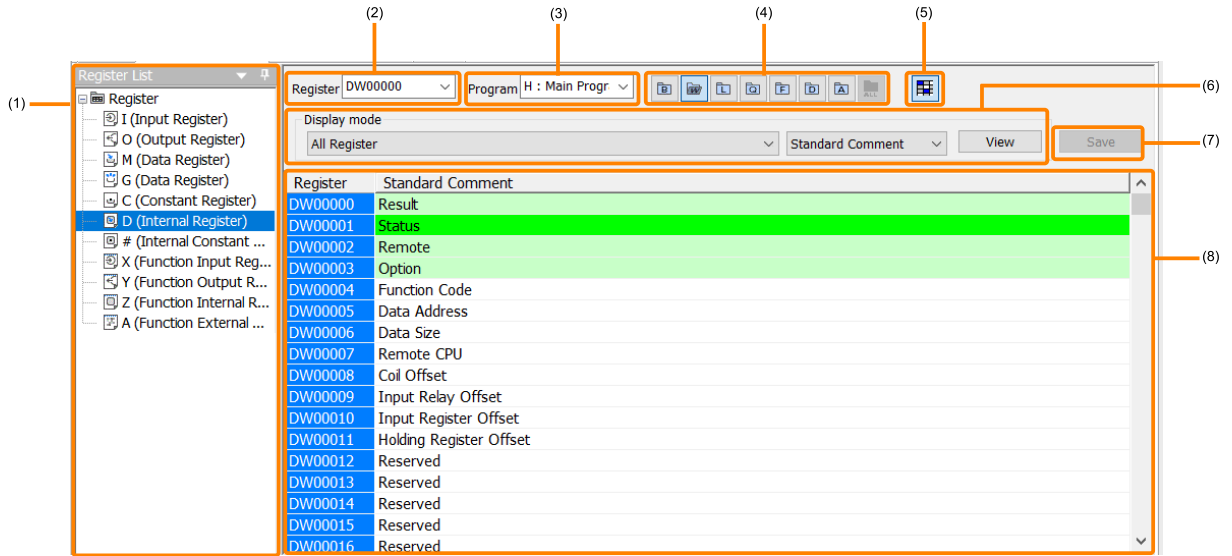 (2) (3) (4) (5)
(1)
Register List
Register
I (Input Register)
O (Output Register)
M (Data Register)
G (Data Register)
C (Constant Register)
D (Internal Register)
# (Internal Constant ...
X (Function Input Reg...
Y (Function Output R...
Z (Function Internal R...
A (Function External ...
Register DW00000 Program H : Main Progr B W L Q F D A ALL
(6)
Display mode
All Register Standard Comment View Save
(7)
Register Standard Comment
DW00000 Result
DW00001 Status
DW00002 Remote
DW00003 Option
(8)
DW00004 Function Code
DW00005 Data Address
DW00006 Data Size
DW00007 Remote CPU
DW00008 Coil Offset
DW00009 Input Relay Offset
DW00010 Input Register Offset
DW00011 Holding Register Offset
DW00012 Reserved
DW00013 Reserved
DW00014 Reserved
DW00015 Reserved
DW00016 Reserved